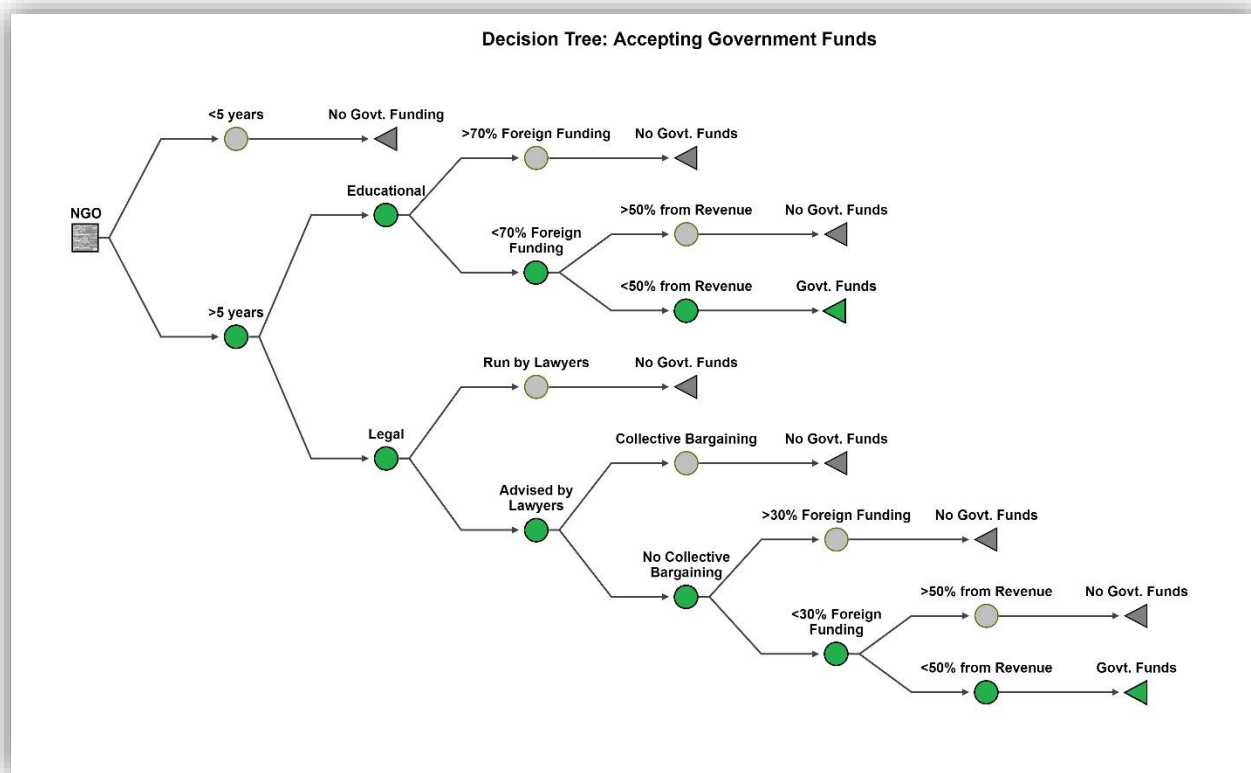 Decision Tree: Accepting Government Funds
<5 years
No Govt. Funding
>70% Foreign Funding
No Govt. Funds
Educational
NGO
>50% from Revenue
No Govt. Funds
<70% Foreign
Funding
<50% from Revenue
Govt. Funds
>5 years
Run by Lawyers
No Govt. Funds
Legal
Collective Bargaining
No Govt. Funds
Advised by
Lawyers
>30% Foreign Funding
No Govt. Funds
No Collective
Bargaining
>50% from Revenue
No Govt. Funds
<30% Foreign
Funding
<50% from Revenue
Govt. Funds